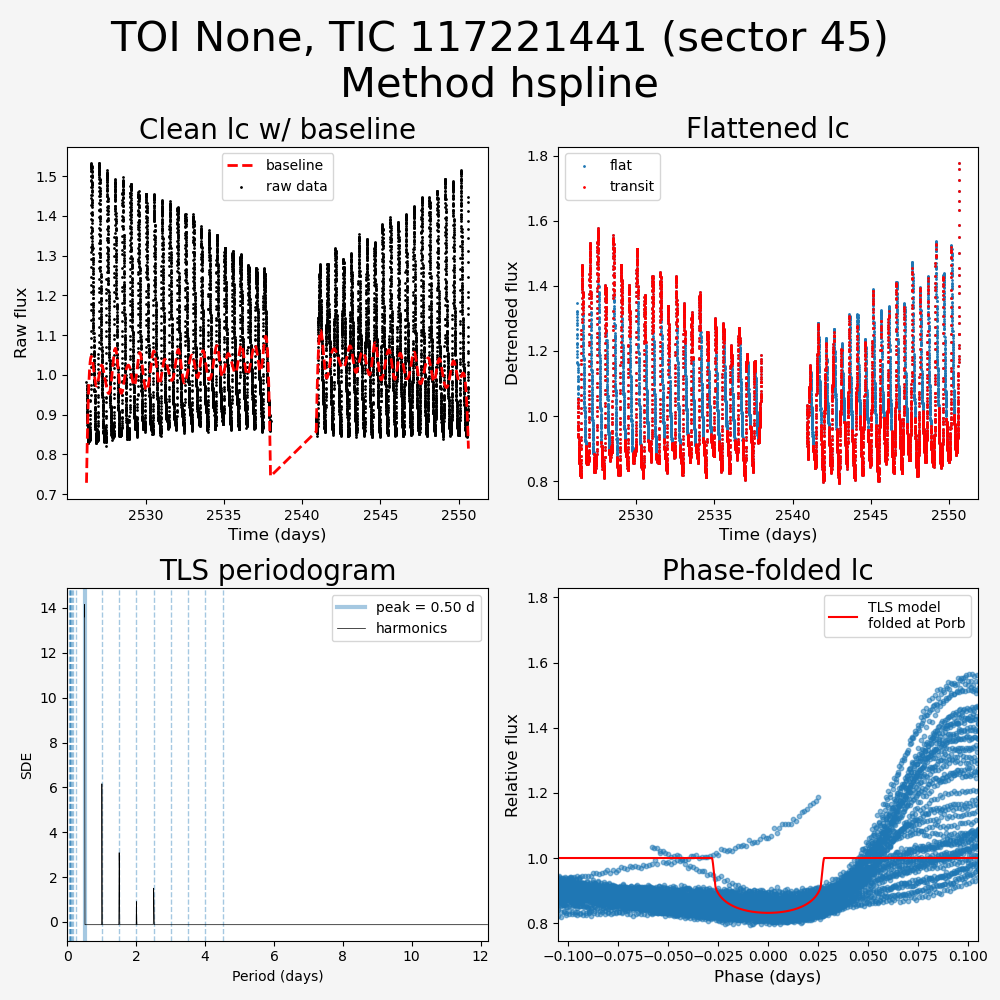 TOI None, TIC 117221441 (sector 45)
Method hspline
Clean lc w/ baseline
baseline
raw data
Raw flux
1.5
1.4
1.3
1.2
1.1
1.0
0.9
0.8
0.7
2530 2535 2540 2545 2550
Time (days)
Flattened lc
flat
transit
Detrended flux
1.8
1.6
1.4
1.2
1.0
0.8
2530 2535 2540 2545 2550
Time (days)
TLS periodogram
peak = 0.50 d
harmonics
SDE
14
12
10
8
6
4
2
0
0 2 4 6 8 10 12
Period (days)
Phase-folded lc
TLS model
folded at Porb
Relative flux
1.8
1.6
1.4
1.2
1.0
0.8
−0.100 −0.075 −0.050 −0.025 0.000 0.025 0.050 0.075 0.100
Phase (days)